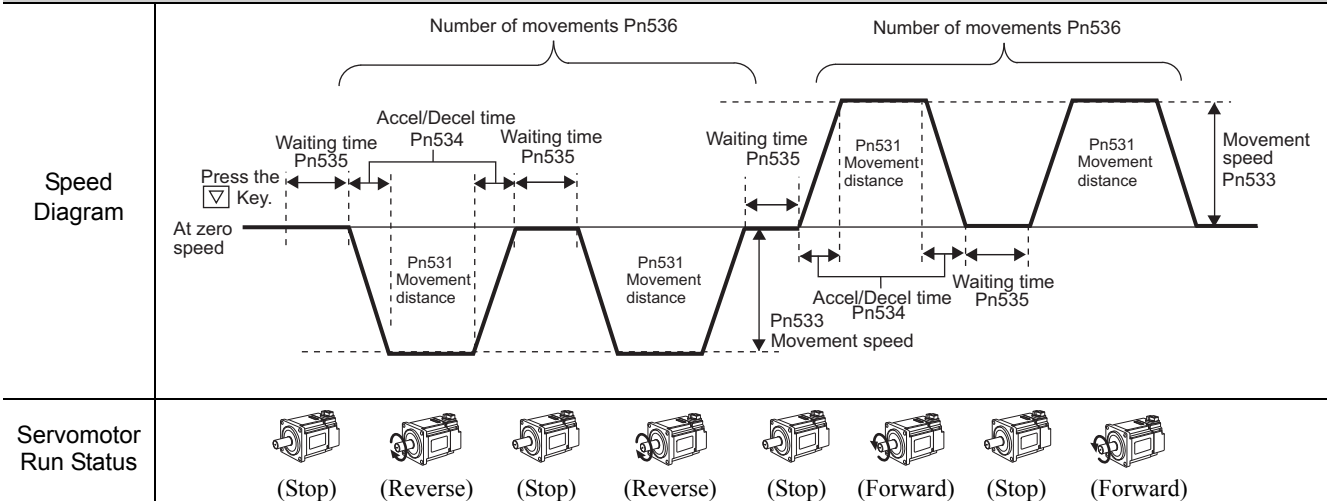 Speed
Diagram
Number of movements Pn536
Number of movements Pn536
Press the
▽ Key.
At zero
speed
Waiting time
Pn535
Accel/Decel time
Pn534
Waiting time
Pn535
Pn531
Movement
distance
Pn531
Movement
distance
Pn533
Movement speed
Waiting time
Pn535
Pn531
Movement
distance
Accel/Decel time
Pn534
Waiting time
Pn535
Pn531
Movement
distance
Movement
speed
Pn533
Servomotor
Run Status
(Stop) (Reverse) (Stop) (Reverse) (Stop) (Forward) (Stop) (Forward)